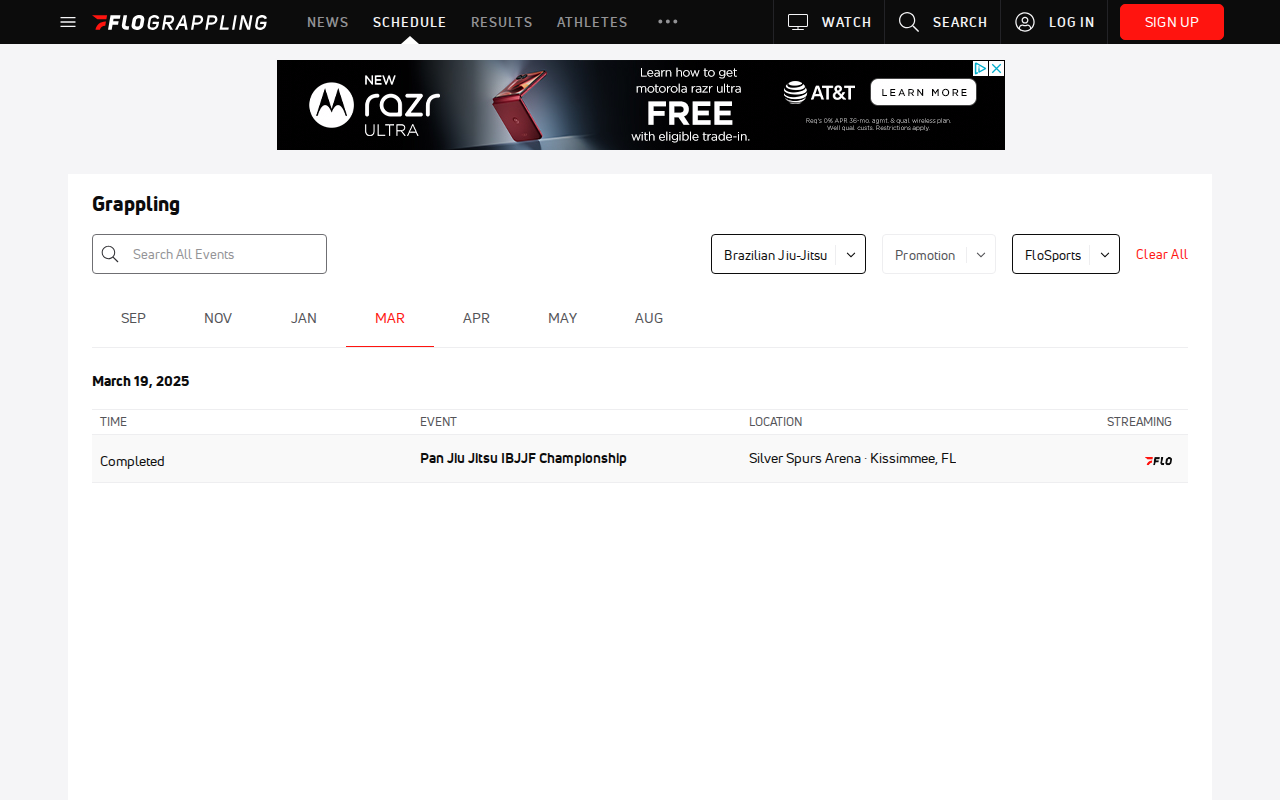 FLOGRAPPLING
NEWS
SCHEDULE
RESULTS
ATHLETES
WATCH
SEARCH
LOG IN
SIGN UP
NEW
razr
ULTRA
Learn how to get
motorola razr ultra
FREE
with eligible trade-in.
AT&T
LEARN MORE
Req's 0% APR 36-mo. agmt. & qual. wireless plan.
Well qual. custs. Restrictions apply.
Grappling
Search All Events
Brazilian Jiu-Jitsu
Promotion
FloSports
Clear All
SEP
NOV
JAN
MAR
APR
MAY
AUG
March 19, 2025
TIME
EVENT
LOCATION
STREAMING
Completed
Pan Jiu Jitsu IBJJF Championship
Silver Spurs Arena · Kissimmee, FL
FLO